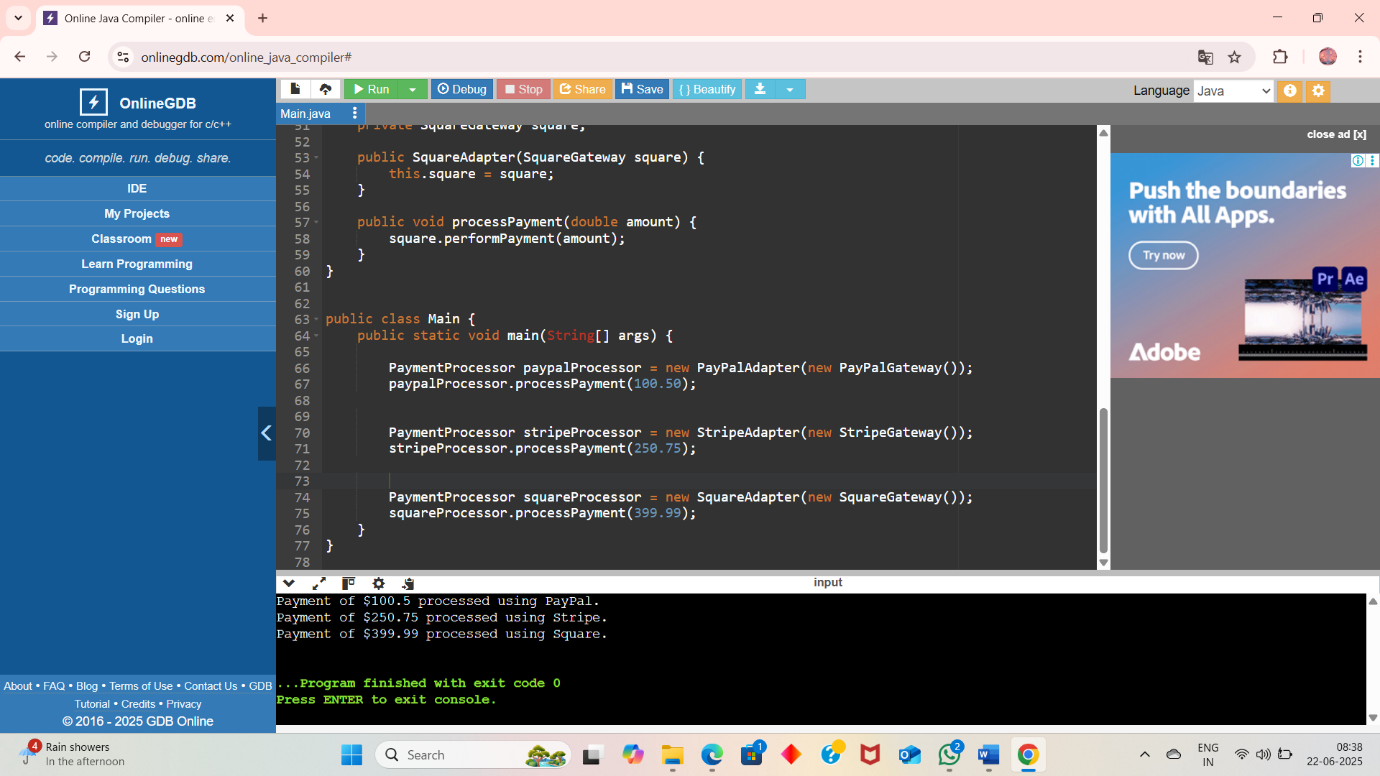 Online Java Compiler - online e
onlinegdb.com/online_java_compiler#
OnlineGDB
online compiler and debugger for c/c++
code. compile. run. debug. share.
IDE
My Projects
Classroom new
Learn Programming
Programming Questions
Sign Up
Login
About • FAQ • Blog • Terms of Use • Contact Us • GDB
Tutorial • Credits • Privacy
© 2016 - 2025 GDB Online
Run Debug Stop Share Save { } Beautify Language Java
Main.java
51 private SquareGateway square;
52
53 public SquareAdapter(SquareGateway square) {
54 this.square = square;
55 }
56
57 public void processPayment(double amount) {
58 square.performPayment(amount);
59 }
60 }
61
62
63 public class Main {
64 public static void main(String[] args) {
65
66 PaymentProcessor paypalProcessor = new PayPalAdapter(new PayPalGateway());
67 paypalProcessor.processPayment(100.50);
68
69
70 PaymentProcessor stripeProcessor = new StripeAdapter(new StripeGateway());
71 stripeProcessor.processPayment(250.75);
72
73
74 PaymentProcessor squareProcessor = new SquareAdapter(new SquareGateway());
75 squareProcessor.processPayment(399.99);
76 }
77 }
78
close ad [x]
Push the boundaries
with All Apps.
Try now
Pr Ae
Adobe
input
Payment of $100.5 processed using PayPal.
Payment of $250.75 processed using Stripe.
Payment of $399.99 processed using Square.
...Program finished with exit code 0
Press ENTER to exit console.
4
Rain showers
In the afternoon
Search
1
2
ENG
IN
08:38
22-06-2025